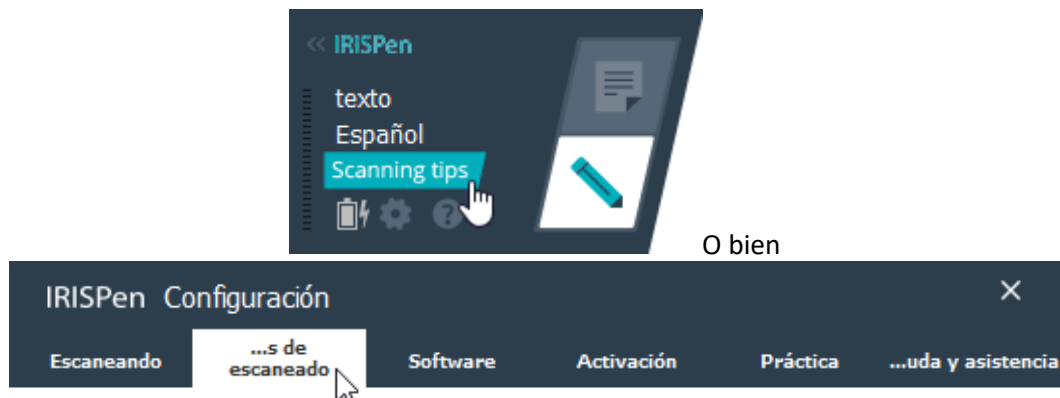 << IRISPen
texto
Español
Scanning tips
?
O bien
IRISPen Configuración
Escaneando
...s de
escaneado
Software
Activación
Práctica
...uda y asistencia